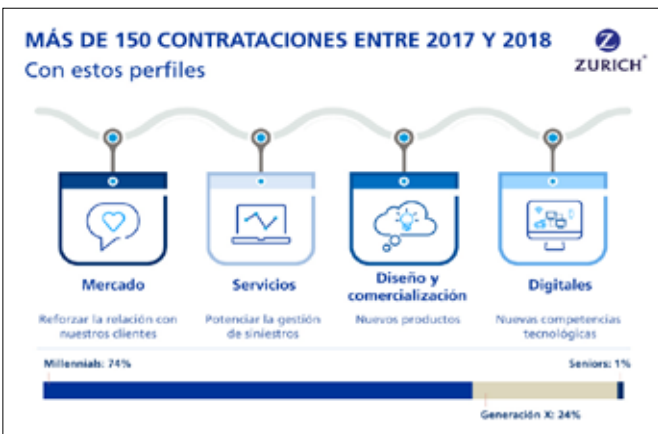 MÁS DE 150 CONTRATACIONES ENTRE 2017 Y 2018
Con estos perfiles
ZURICH®
Mercado
Reforzar la relación con
nuestros clientes
Servicios
Potenciar la gestión
de siniestros
Diseño y
comercialización
Nuevos productos
Digitales
Nuevas competencias
tecnológicas
Millennials: 74%
Seniors: 1%
Generación X: 24%